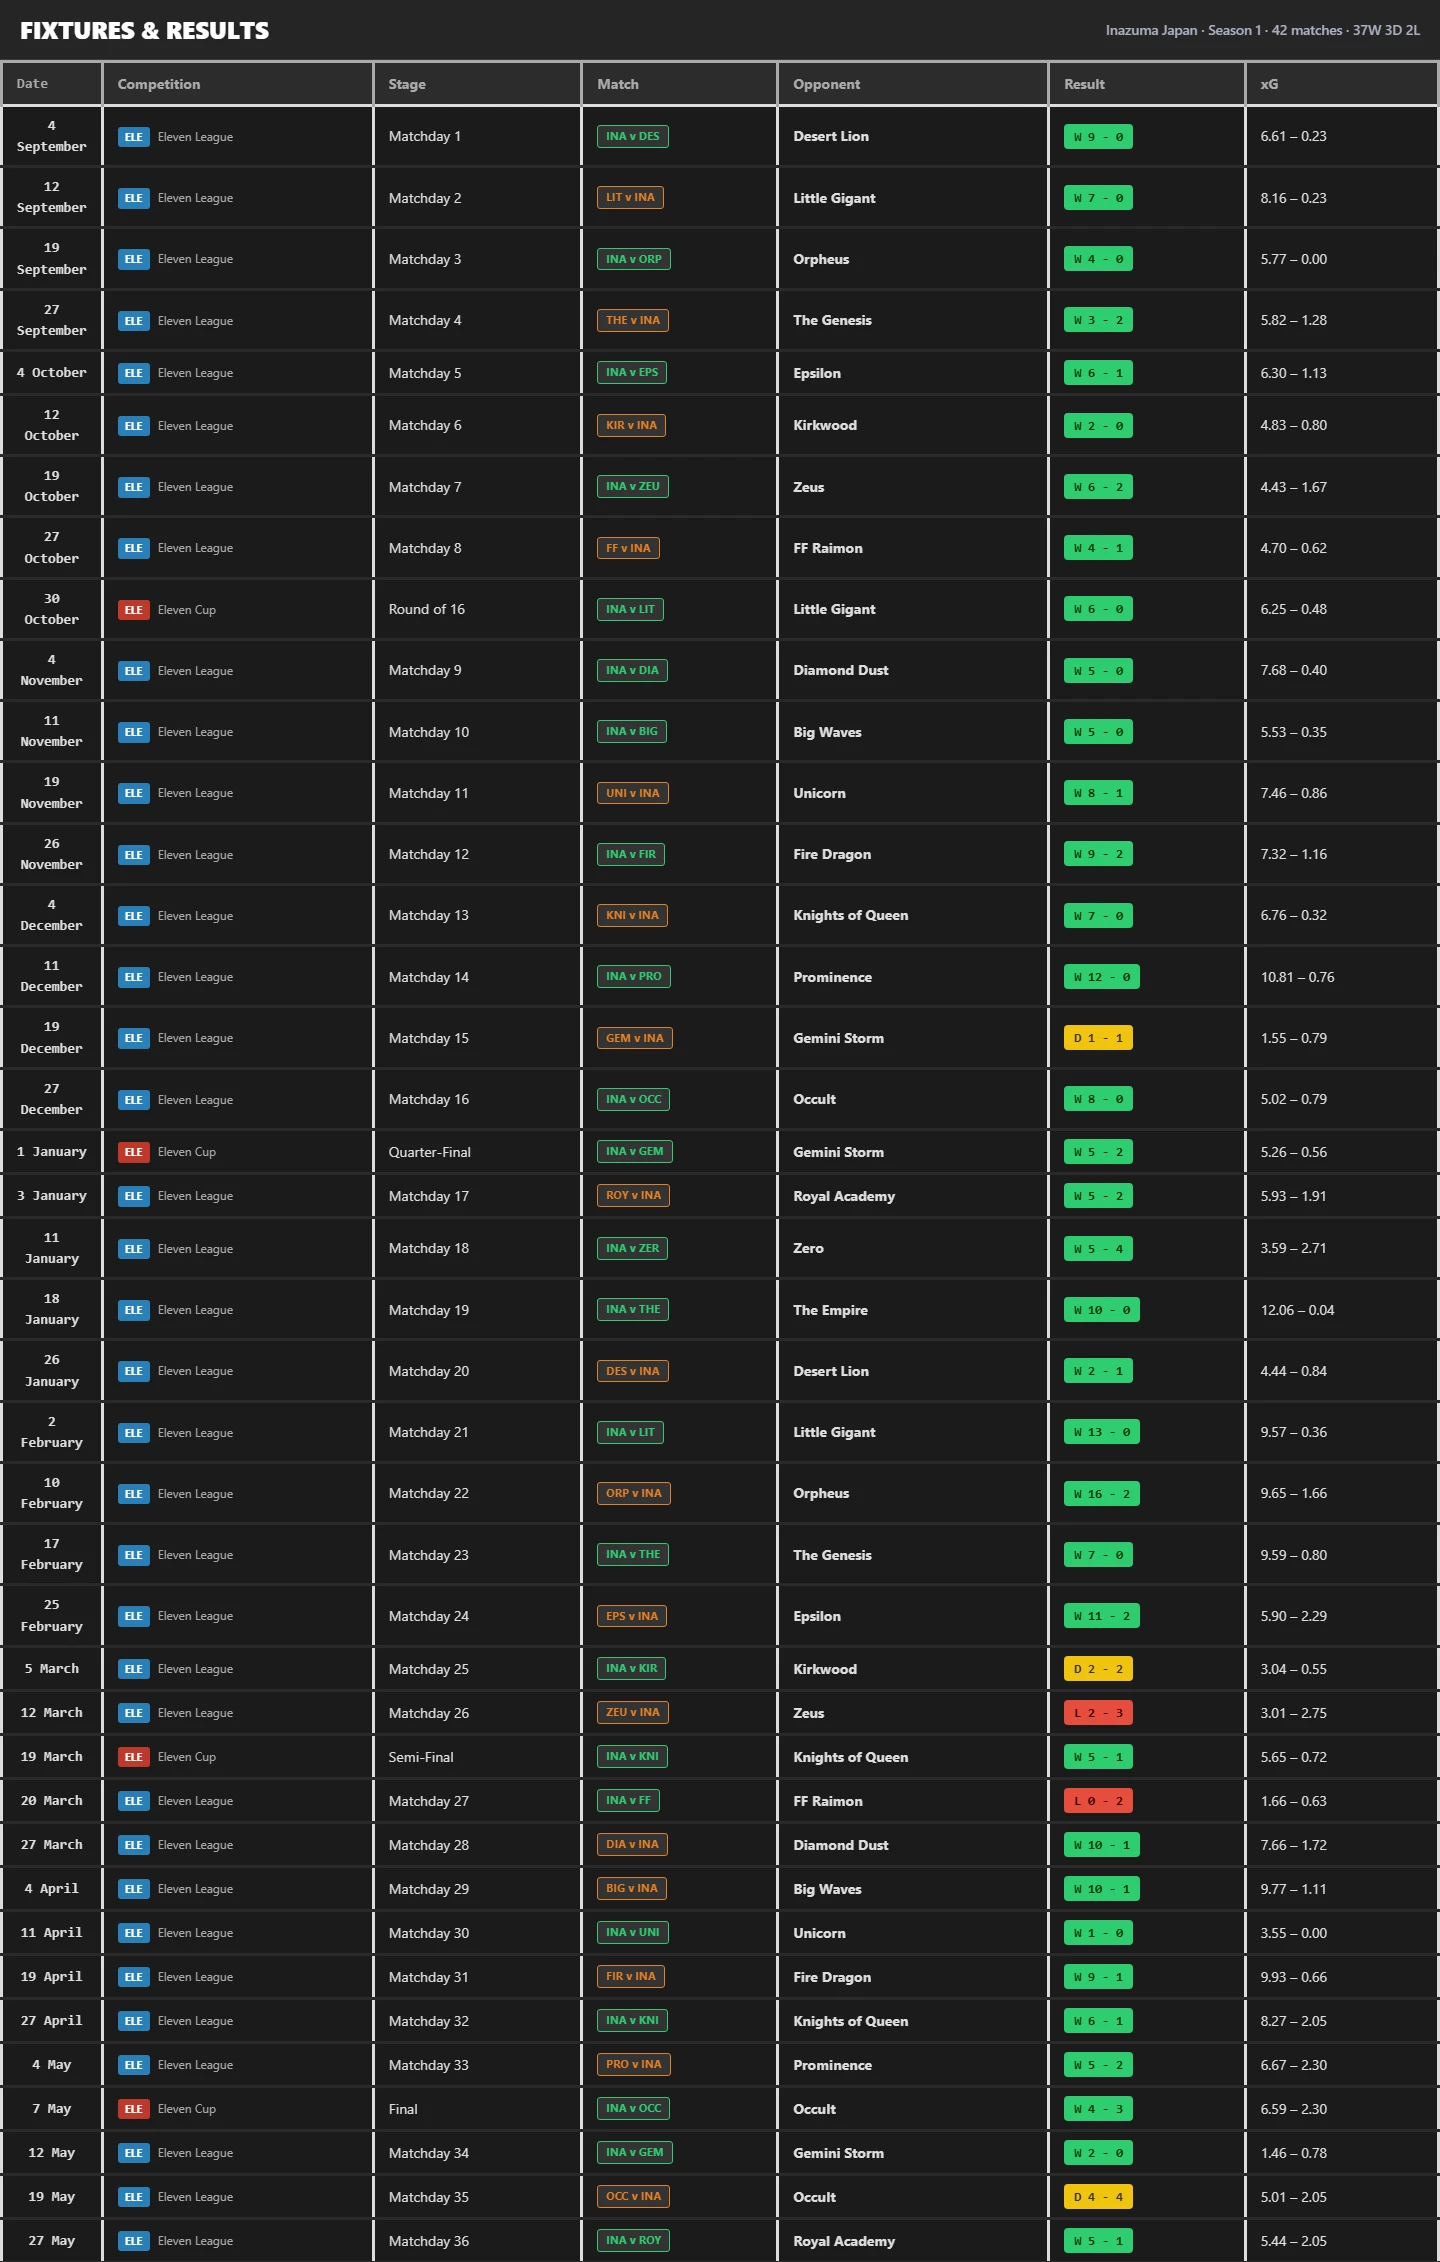 FIXTURES & RESULTS
Inazuma Japan · Season 1 · 42 matches · 37W 3D 2L
Date Competition Stage Match Opponent Result xG
4 September ELE Eleven League Matchday 1 INA v DES Desert Lion W 9 - 0 6.61 – 0.23
12 September ELE Eleven League Matchday 2 LIT v INA Little Gigant W 7 - 0 8.16 – 0.23
19 September ELE Eleven League Matchday 3 INA v ORP Orpheus W 4 - 0 5.77 – 0.00
27 September ELE Eleven League Matchday 4 THE v INA The Genesis W 3 - 2 5.82 – 1.28
4 October ELE Eleven League Matchday 5 INA v EPS Epsilon W 6 - 1 6.30 – 1.13
12 October ELE Eleven League Matchday 6 KIR v INA Kirkwood W 2 - 0 4.83 – 0.80
19 October ELE Eleven League Matchday 7 INA v ZEU Zeus W 6 - 2 4.43 – 1.67
27 October ELE Eleven League Matchday 8 FF v INA FF Raimon W 4 - 1 4.70 – 0.62
30 October ELE Eleven Cup Round of 16 INA v LIT Little Gigant W 6 - 0 6.25 – 0.48
4 November ELE Eleven League Matchday 9 INA v DIA Diamond Dust W 5 - 0 7.68 – 0.40
11 November ELE Eleven League Matchday 10 INA v BIG Big Waves W 5 - 0 5.53 – 0.35
19 November ELE Eleven League Matchday 11 UNI v INA Unicorn W 8 - 1 7.46 – 0.86
26 November ELE Eleven League Matchday 12 INA v FIR Fire Dragon W 9 - 2 7.32 – 1.16
4 December ELE Eleven League Matchday 13 KNI v INA Knights of Queen W 7 - 0 6.76 – 0.32
11 December ELE Eleven League Matchday 14 INA v PRO Prominence W 12 - 0 10.81 – 0.76
19 December ELE Eleven League Matchday 15 GEM v INA Gemini Storm D 1 - 1 1.55 – 0.79
27 December ELE Eleven League Matchday 16 INA v OCC Occult W 8 - 0 5.02 – 0.79
1 January ELE Eleven Cup Quarter-Final INA v GEM Gemini Storm W 5 - 2 5.26 – 0.56
3 January ELE Eleven League Matchday 17 ROY v INA Royal Academy W 5 - 2 5.93 – 1.91
11 January ELE Eleven League Matchday 18 INA v ZER Zero W 5 - 4 3.59 – 2.71
18 January ELE Eleven League Matchday 19 INA v THE The Empire W 10 - 0 12.06 – 0.04
26 January ELE Eleven League Matchday 20 DES v INA Desert Lion W 2 - 1 4.44 – 0.84
2 February ELE Eleven League Matchday 21 INA v LIT Little Gigant W 13 - 0 9.57 – 0.36
10 February ELE Eleven League Matchday 22 ORP v INA Orpheus W 16 - 2 9.65 – 1.66
17 February ELE Eleven League Matchday 23 INA v THE The Genesis W 7 - 0 9.59 – 0.80
25 February ELE Eleven League Matchday 24 EPS v INA Epsilon W 11 - 2 5.90 – 2.29
5 March ELE Eleven League Matchday 25 INA v KIR Kirkwood D 2 - 2 3.04 – 0.55
12 March ELE Eleven League Matchday 26 ZEU v INA Zeus L 2 - 3 3.01 – 2.75
19 March ELE Eleven Cup Semi-Final INA v KNI Knights of Queen W 5 - 1 5.65 – 0.72
20 March ELE Eleven League Matchday 27 INA v FF FF Raimon L 0 - 2 1.66 – 0.63
27 March ELE Eleven League Matchday 28 DIA v INA Diamond Dust W 10 - 1 7.66 – 1.72
4 April ELE Eleven League Matchday 29 BIG v INA Big Waves W 10 - 1 9.77 – 1.11
11 April ELE Eleven League Matchday 30 INA v UNI Unicorn W 1 - 0 3.55 – 0.00
19 April ELE Eleven League Matchday 31 FIR v INA Fire Dragon W 9 - 1 9.93 – 0.66
27 April ELE Eleven League Matchday 32 INA v KNI Knights of Queen W 6 - 1 8.27 – 2.05
4 May ELE Eleven League Matchday 33 PRO v INA Prominence W 5 - 2 6.67 – 2.30
7 May ELE Eleven Cup Final INA v OCC Occult W 4 - 3 6.59 – 2.30
12 May ELE Eleven League Matchday 34 INA v GEM Gemini Storm W 2 - 0 1.46 – 0.78
19 May ELE Eleven League Matchday 35 OCC v INA Occult D 4 - 4 5.01 – 2.05
27 May ELE Eleven League Matchday 36 INA v ROY Royal Academy W 5 - 1 5.44 – 2.05